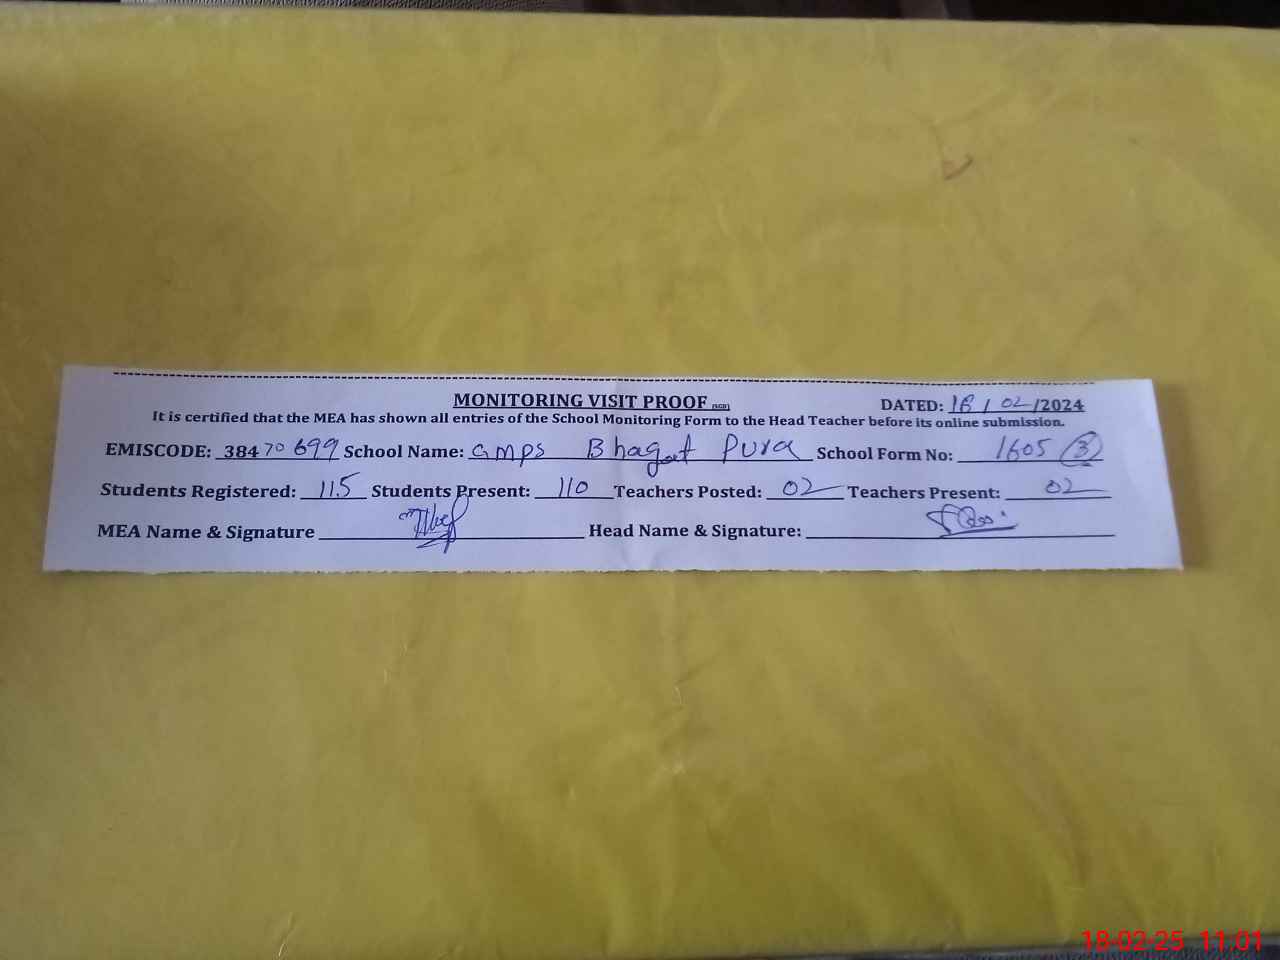 MONITORING VISIT PROOF (SGD) DATED: 18/02/2024
It is certified that the MEA has shown all entries of the School Monitoring Form to the Head Teacher before its online submission.
EMISCODE: 38470699 School Name: GMPS Bhagat Pura School Form No: 1605 (3)
Students Registered: 115 Students Present: 110 Teachers Posted: 02 Teachers Present: 02
MEA Name & Signature Head Name & Signature:
18-02-25 11:01